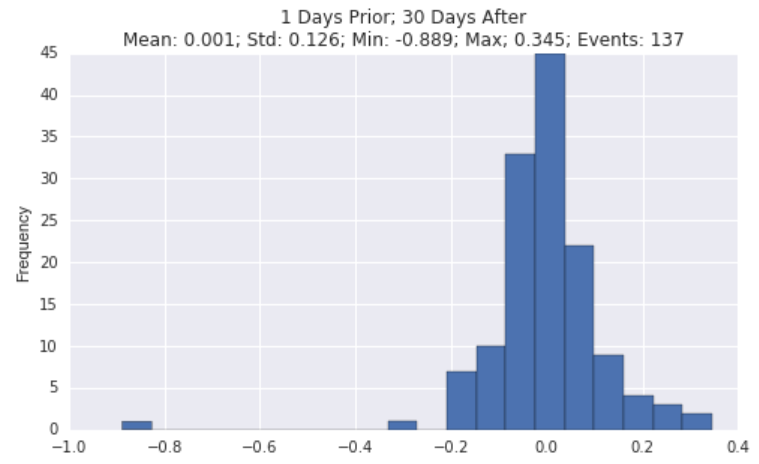 1 Days Prior; 30 Days After
Mean: 0.001; Std: 0.126; Min: -0.889; Max; 0.345; Events: 137
45
40
35
30
25
20
15
10
5
0
Frequency
−1.0 −0.8 −0.6 −0.4 −0.2 0.0 0.2 0.4